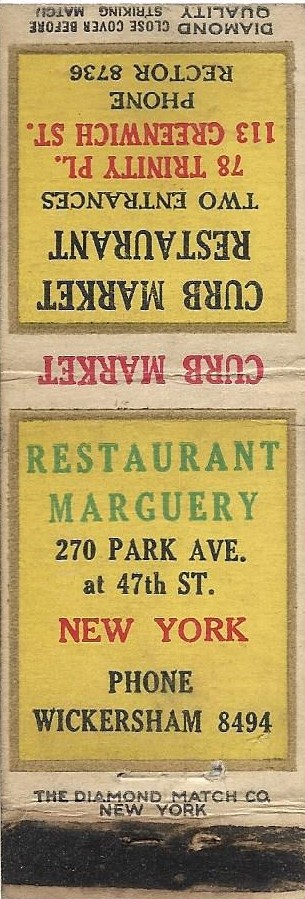 DIAMOND
QUALITY
CLOSE COVER BEFORE
STRIKING MATCH
CURB MARKET
RESTAURANT
TWO ENTRANCES
78 TRINITY PL.
113 GREENWICH ST.
PHONE
RECTOR 8736
CURB MARKET
RESTAURANT
MARGUERY
270 PARK AVE.
at 47th ST.
NEW YORK
PHONE
WICKERSHAM 8494
THE DIAMOND MATCH CO.
NEW YORK